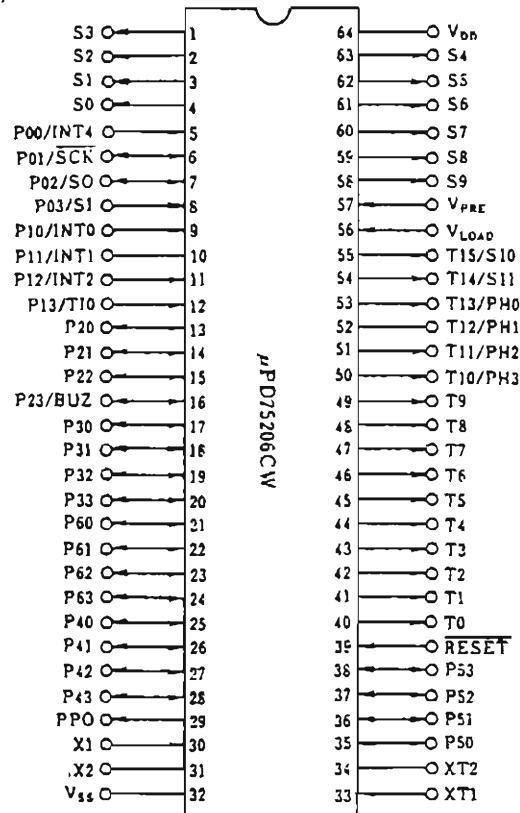 S3 1 64 V_DD
S2 2 63 S4
S1 3 62 S5
S0 4 61 S6
P00/INT4 5 60 S7
P01/S̅C̅K̅ 6 59 S8
P02/SO 7 58 S9
P03/S1 8 57 V_PRE
P10/INT0 9 56 V_LOAD
P11/INT1 10 55 T15/S10
P12/INT2 11 54 T14/S11
P13/TI0 12 53 T13/PH0
P20 13 52 T12/PH1
P21 14 51 T11/PH2
P22 15 50 T10/PH3
P23/BUZ 16 49 T9
P30 17 48 T8
P31 18 47 T7
P32 19 46 T6
P33 20 45 T5
P60 21 44 T4
P61 22 43 T3
P62 23 42 T2
P63 24 41 T1
P40 25 40 T0
P41 26 39 R̅E̅S̅E̅T̅
P42 27 38 P53
P43 28 37 P52
PPO 29 36 P51
X1 30 35 P50
X2 31 34 XT2
V_SS 32 33 XT1
μPD75206CW